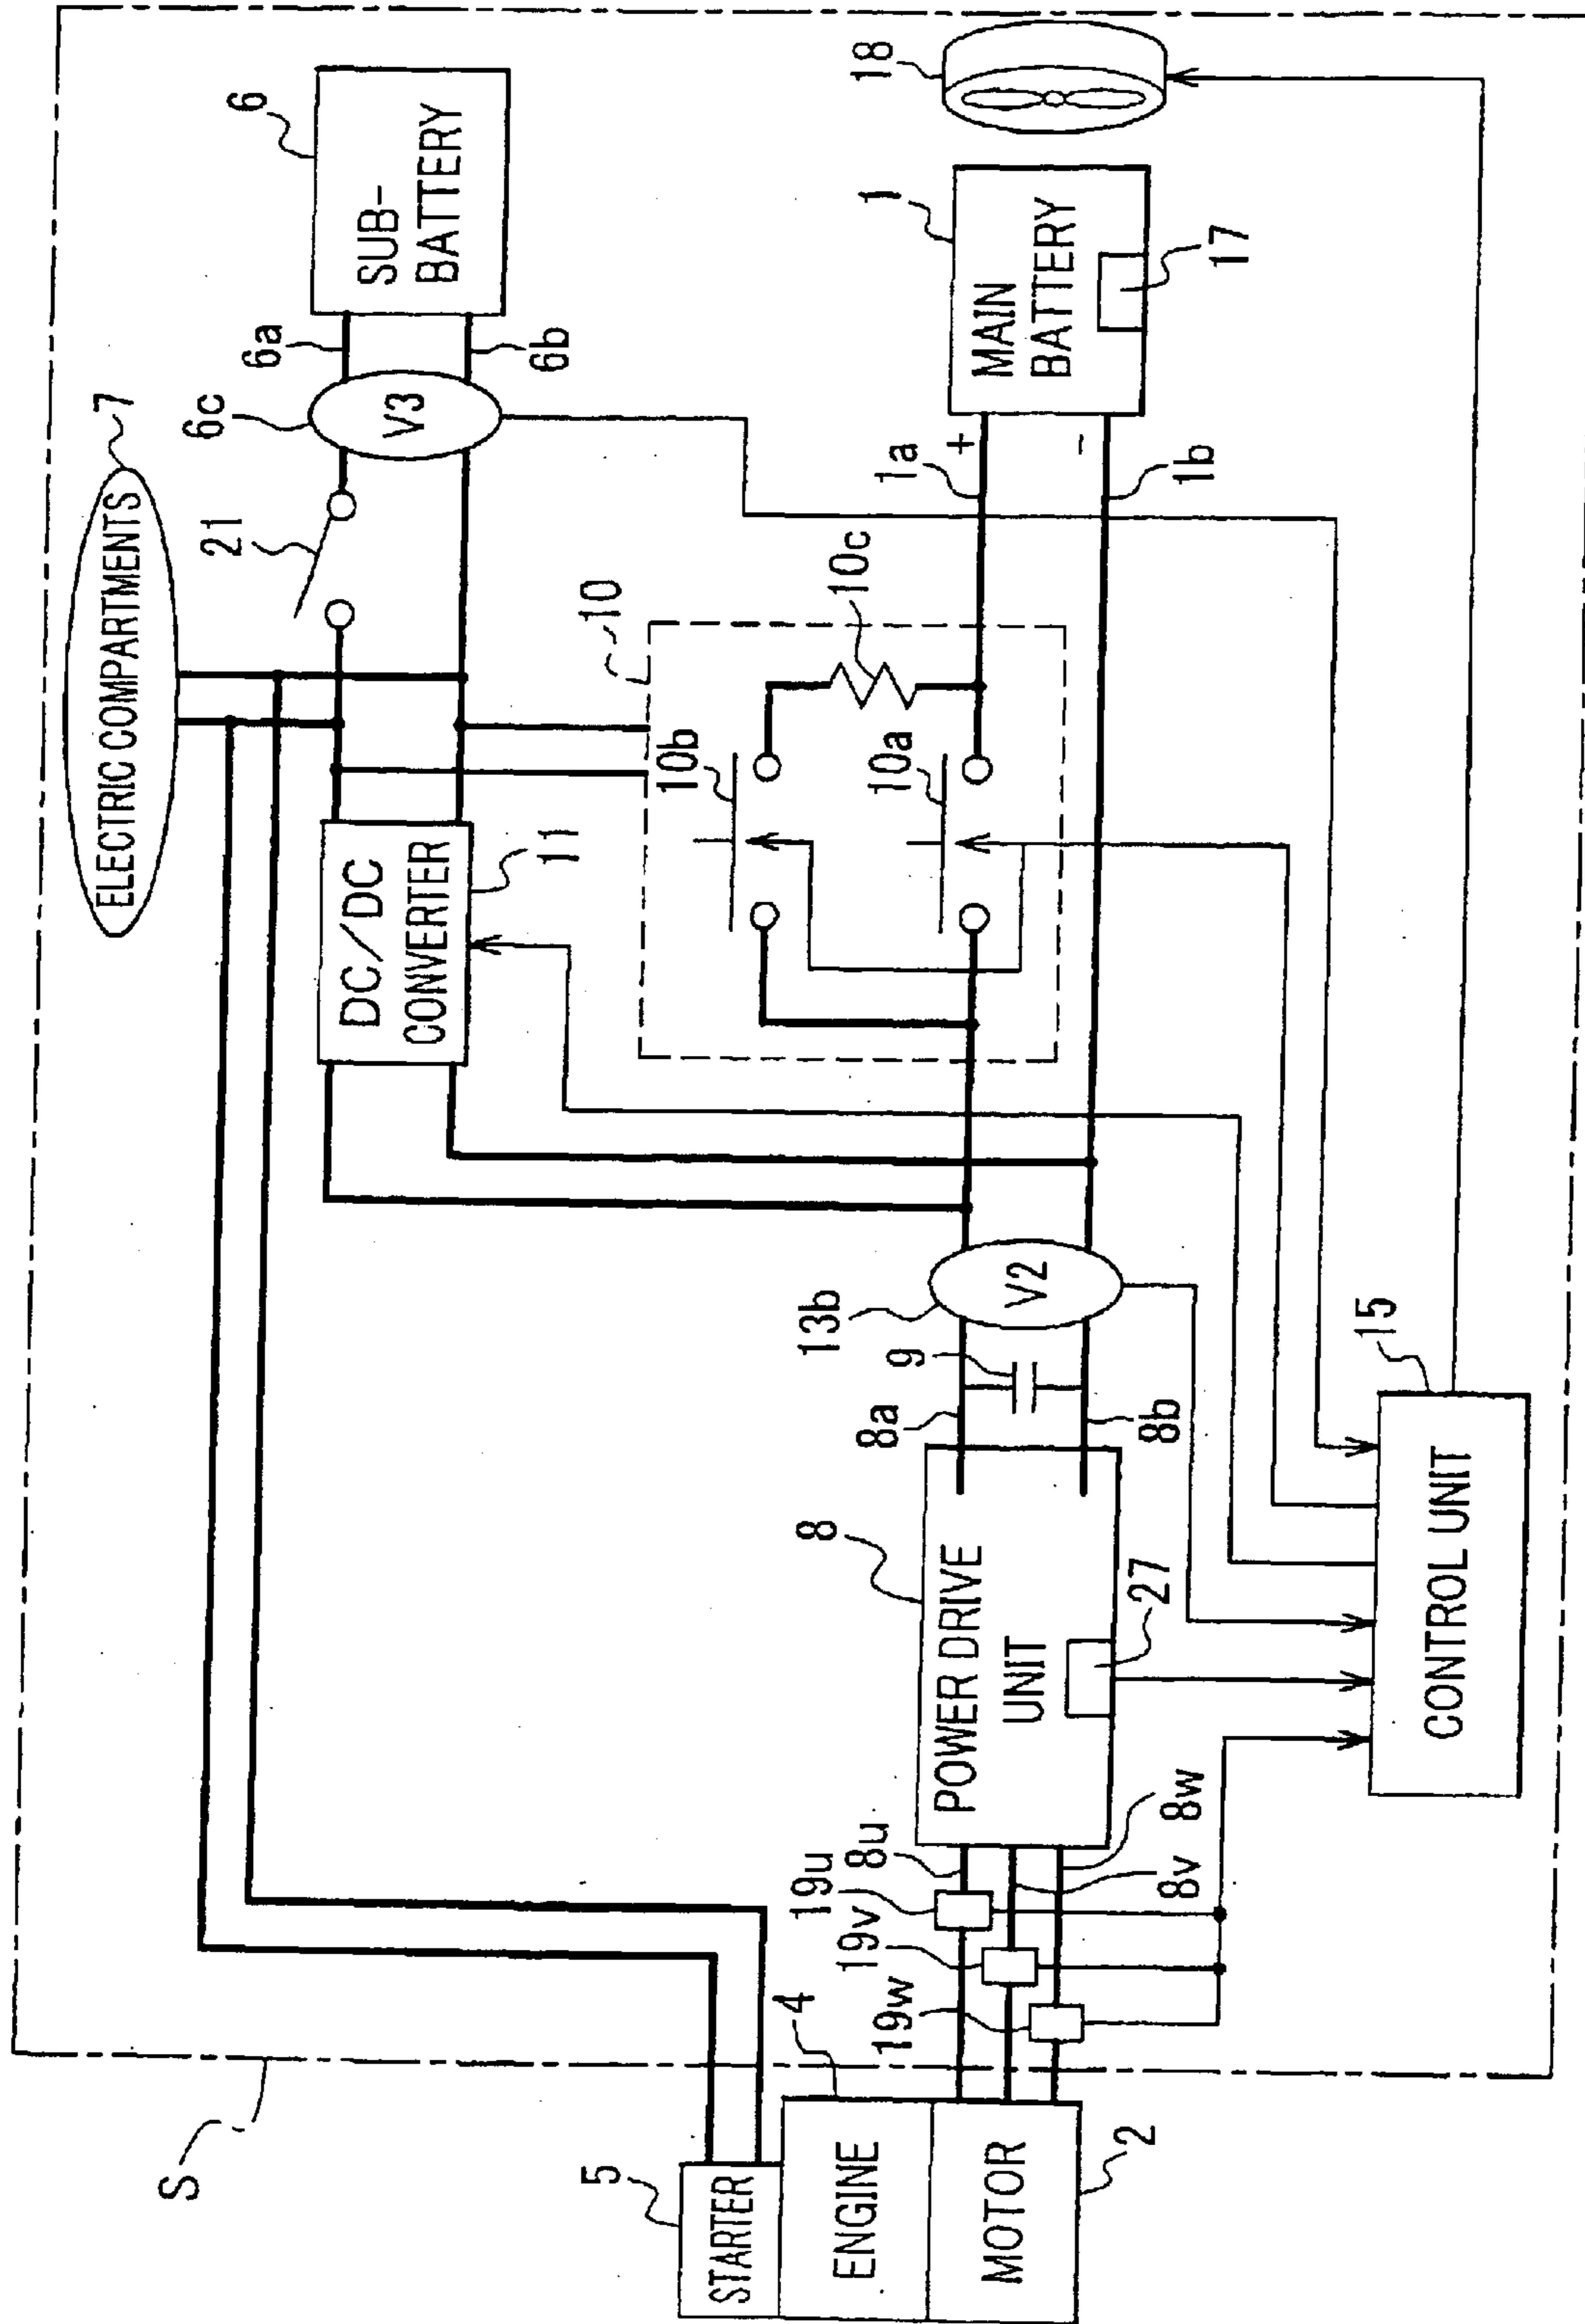 ELECTRIC COMPARTMENTS
7
6
SUB-
BATTERY
6a
6b
6c
V3
21
DC/DC
CONVERTER
11
10
10b
10a
10c
18
1
MAIN
BATTERY
17
1a
+
-
1b
13b
V2
9
8a
8b
8
POWER DRIVE
UNIT
27
8u
8v
8w
19u
19v
19w
15
CONTROL UNIT
S
5
STARTER
4
ENGINE
MOTOR
2